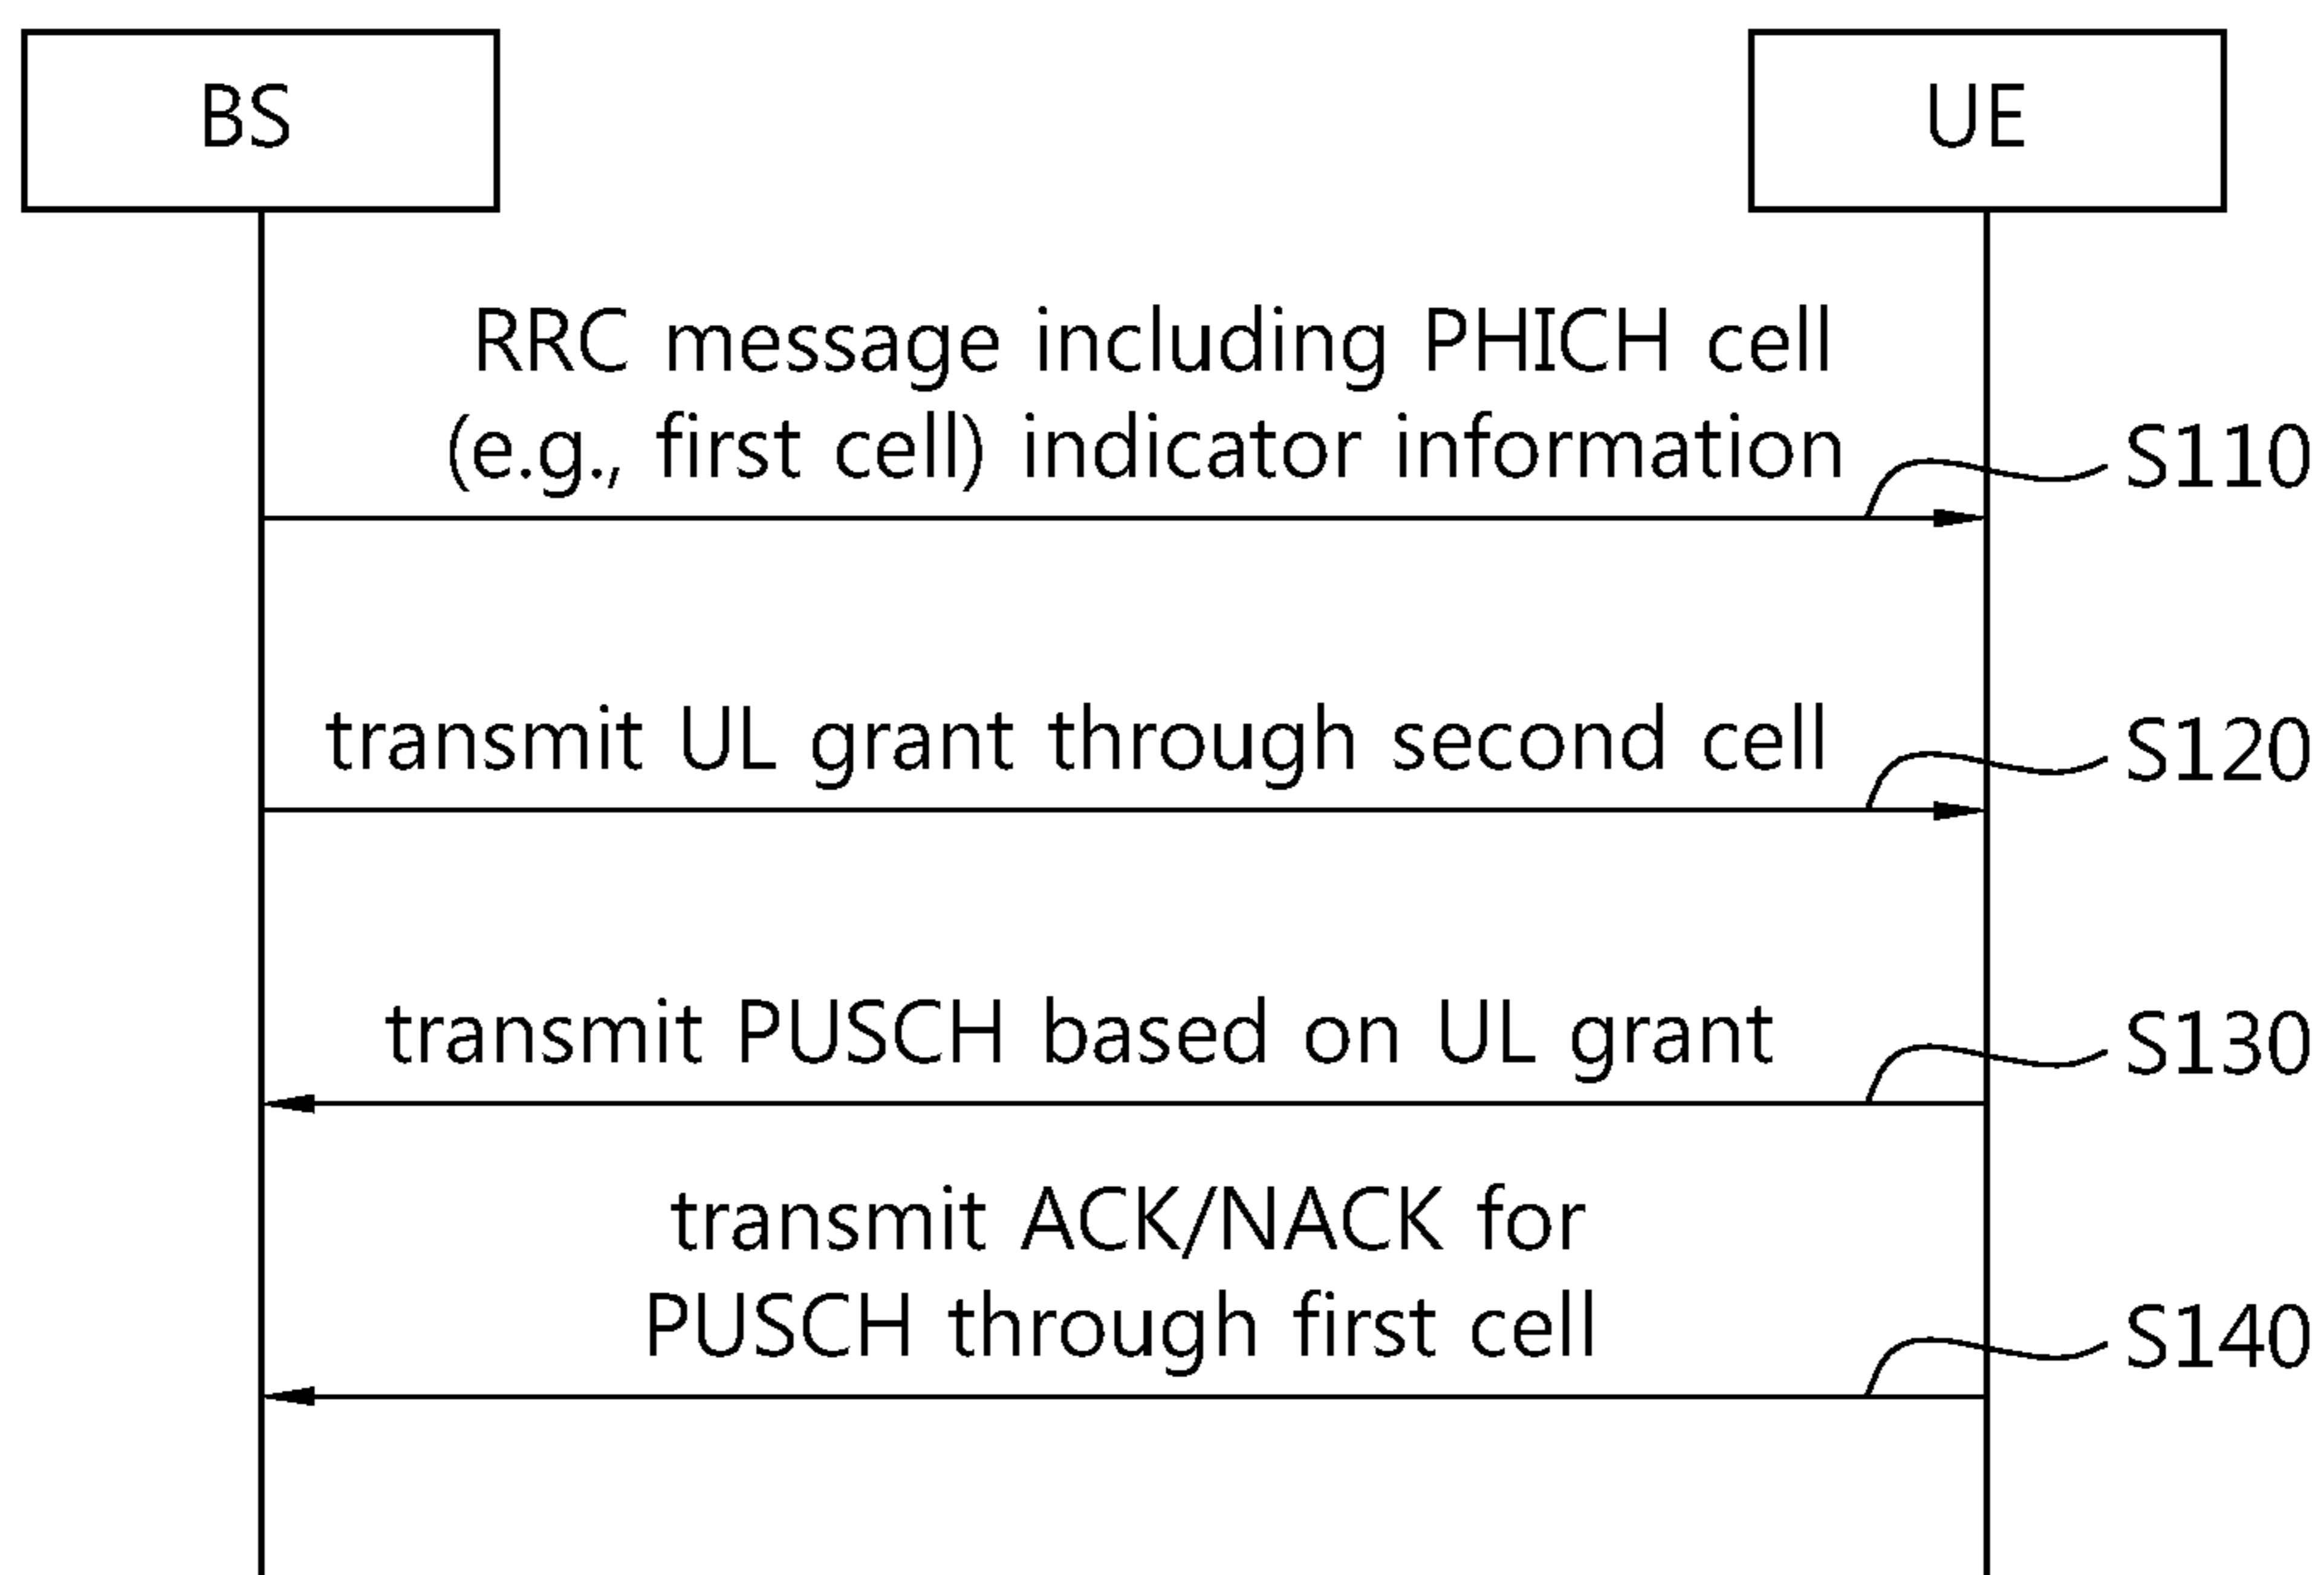 BS
UE
RRC message including PHICH cell
(e.g., first cell) indicator information
S110
transmit UL grant through second cell
S120
transmit PUSCH based on UL grant
S130
transmit ACK/NACK for
PUSCH through first cell
S140